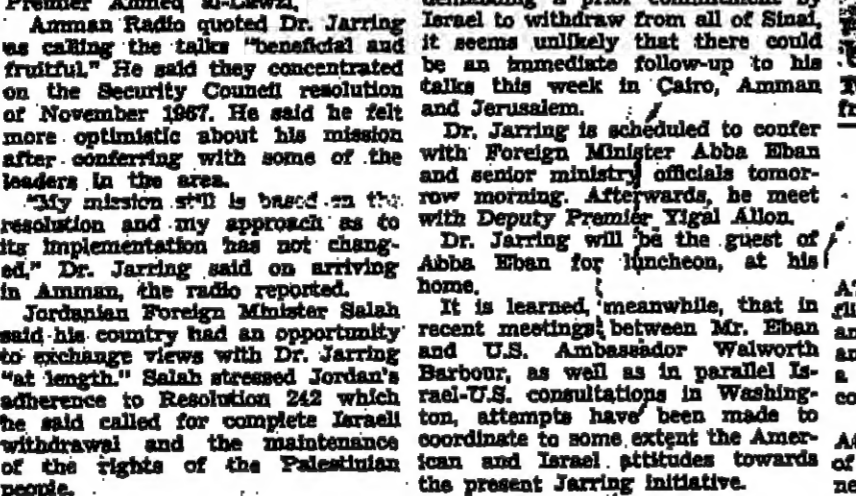 Premier Ahmed al-Lawzi.
Amman Radio quoted Dr. Jarring
as calling the talks "beneficial and
fruitful." He said they concentrated
on the Security Council resolution
of November 1967. He said he felt
more optimistic about his mission
after conferring with some of the
leaders in the area.
"My mission still is based on the
resolution and my approach as to
its implementation has not chang-
ed," Dr. Jarring said on arriving
in Amman, the radio reported.
Jordanian Foreign Minister Salah
said his country had an opportunity
to exchange views with Dr. Jarring
"at length." Salah stressed Jordan's
adherence to Resolution 242 which
he said called for complete Israeli
withdrawal and the maintenance
of the rights of the Palestinian
people.
a prior commitment by
Israel to withdraw from all of Sinai,
it seems unlikely that there could
be an immediate follow-up to his
talks this week in Cairo, Amman
and Jerusalem.
Dr. Jarring is scheduled to confer
with Foreign Minister Abba Eban
and senior ministry officials tomor-
row morning. Afterwards, he meet
with Deputy Premier Yigal Allon.
Dr. Jarring will be the guest of
Abba Eban for luncheon, at his
home.
It is learned, meanwhile, that in
recent meetings between Mr. Eban
and U.S. Ambassador Walworth
Barbour, as well as in parallel Is-
rael-U.S. consultations in Washing-
ton, attempts have been made to
coordinate to some extent the Amer-
ican and Israel attitudes towards
the present Jarring initiative.